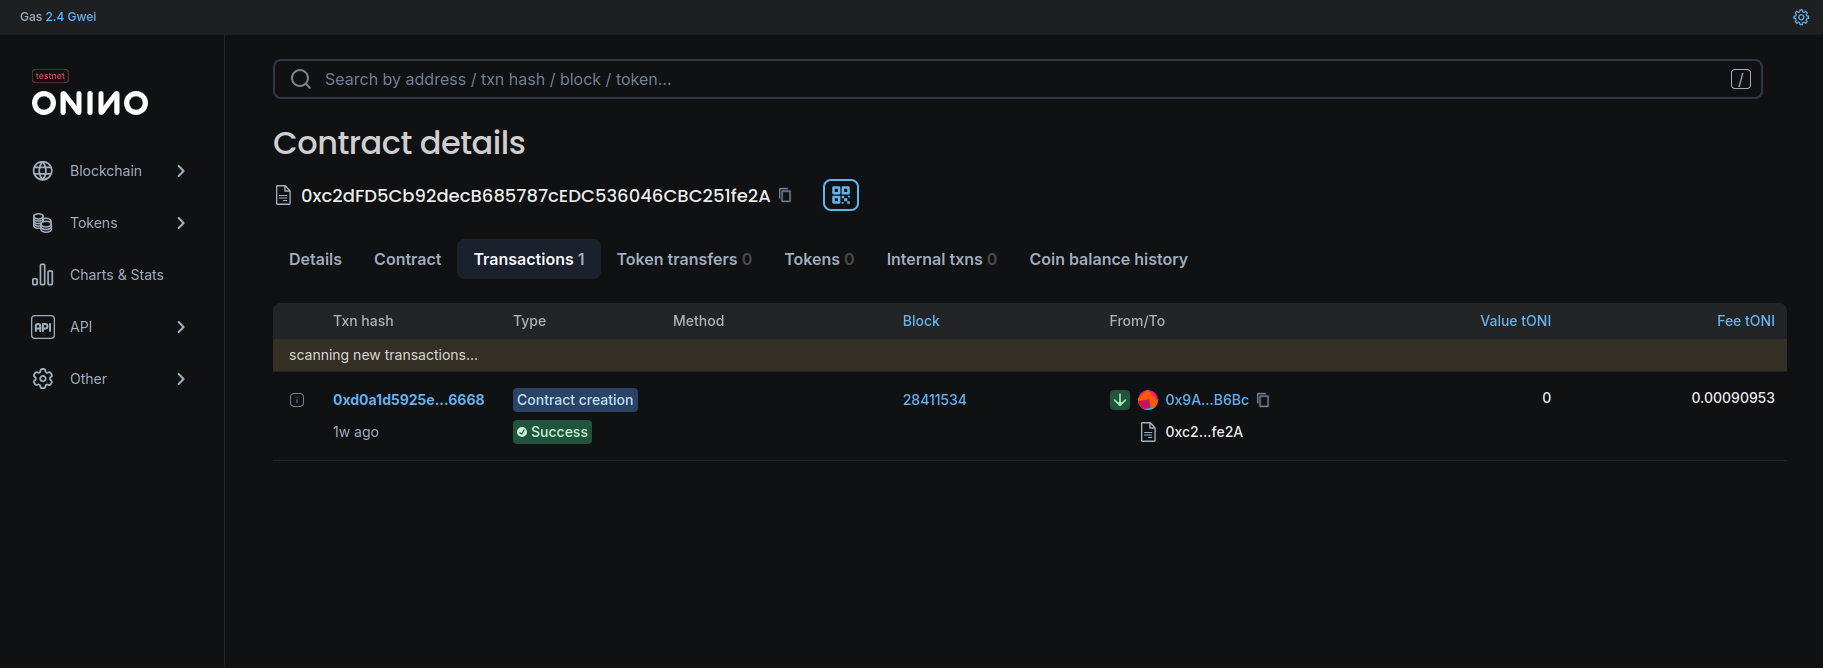 Gas 2.4 Gwei
testnet
ONINO
Search by address / txn hash / block / token...
/
Contract details
0xc2dFD5Cb92decB685787cEDC536046CBC251fe2A
Blockchain
Tokens
Charts & Stats
API
API
Other
Details Contract Transactions 1 Token transfers 0 Tokens 0 Internal txns 0 Coin balance history
Txn hash Type Method Block From/To Value tONI Fee tONI
scanning new transactions...
0xd0a1d5925e...6668 Contract creation 28411534 0x9A...B6Bc 0 0.00090953
1w ago Success 0xc2...fe2A